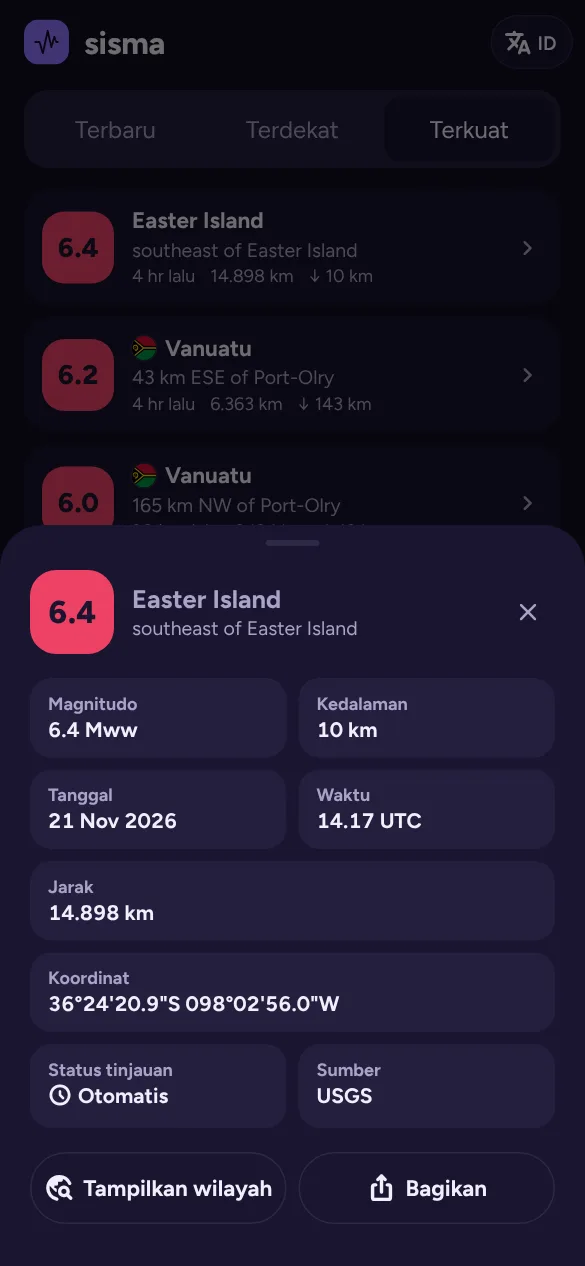 sisma
ID
Terbaru
Terdekat
Terkuat
6.4
Easter Island
southeast of Easter Island
4 hr lalu 14.898 km ↓ 10 km
6.2
Vanuatu
43 km ESE of Port-Olry
4 hr lalu 6.363 km ↓ 143 km
6.0
Vanuatu
165 km NW of Port-Olry
6.4
Easter Island
southeast of Easter Island
Magnitudo
6.4 Mww
Kedalaman
10 km
Tanggal
21 Nov 2026
Waktu
14.17 UTC
Jarak
14.898 km
Koordinat
36°24'20.9"S 098°02'56.0"W
Status tinjauan
Otomatis
Sumber
USGS
Tampilkan wilayah
Bagikan